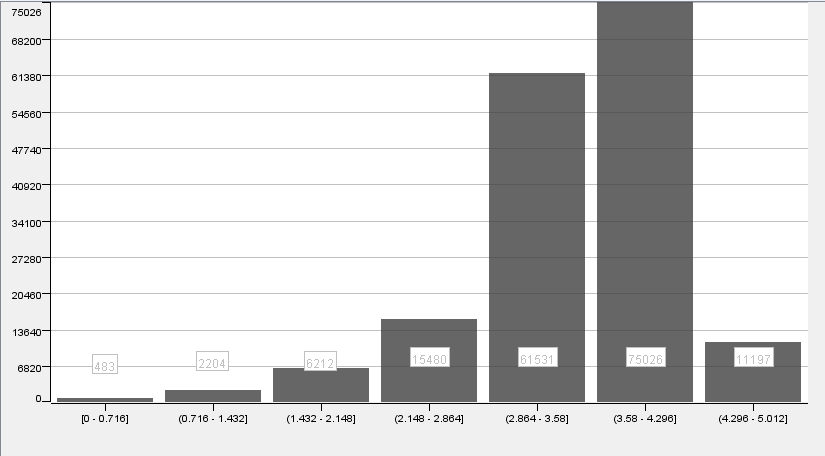 75026
68200
61380
54560
47740
40920
34100
27280
20460
13640
6820
0
483
2204
6212
15480
61531
75026
11197
[0 - 0.716]
(0.716 - 1.432]
(1.432 - 2.148]
(2.148 - 2.864]
(2.864 - 3.58]
(3.58 - 4.296]
(4.296 - 5.012]